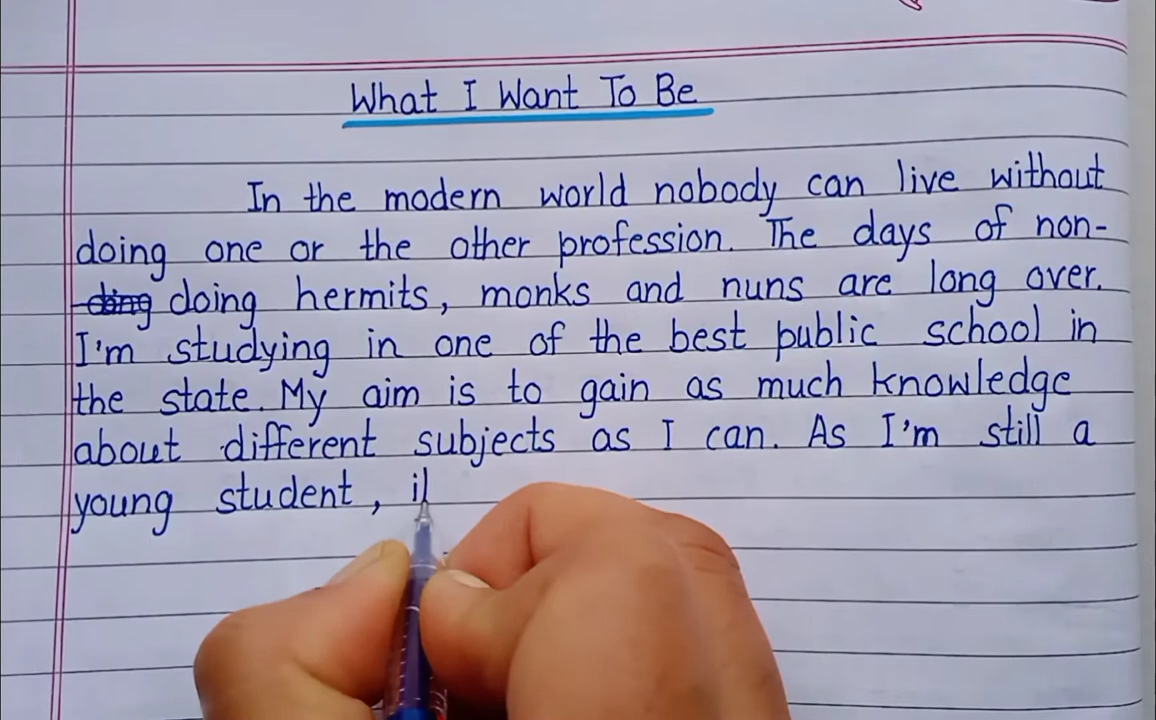 What I Want To Be
In the modern world nobody can live without
doing one or the other profession. The days of non-
doing hermits, monks and nuns are long over.
I'm studying in one of the best public school in
the state. My aim is to gain as much knowledge
about different subjects as I can. As I'm still a
young student,